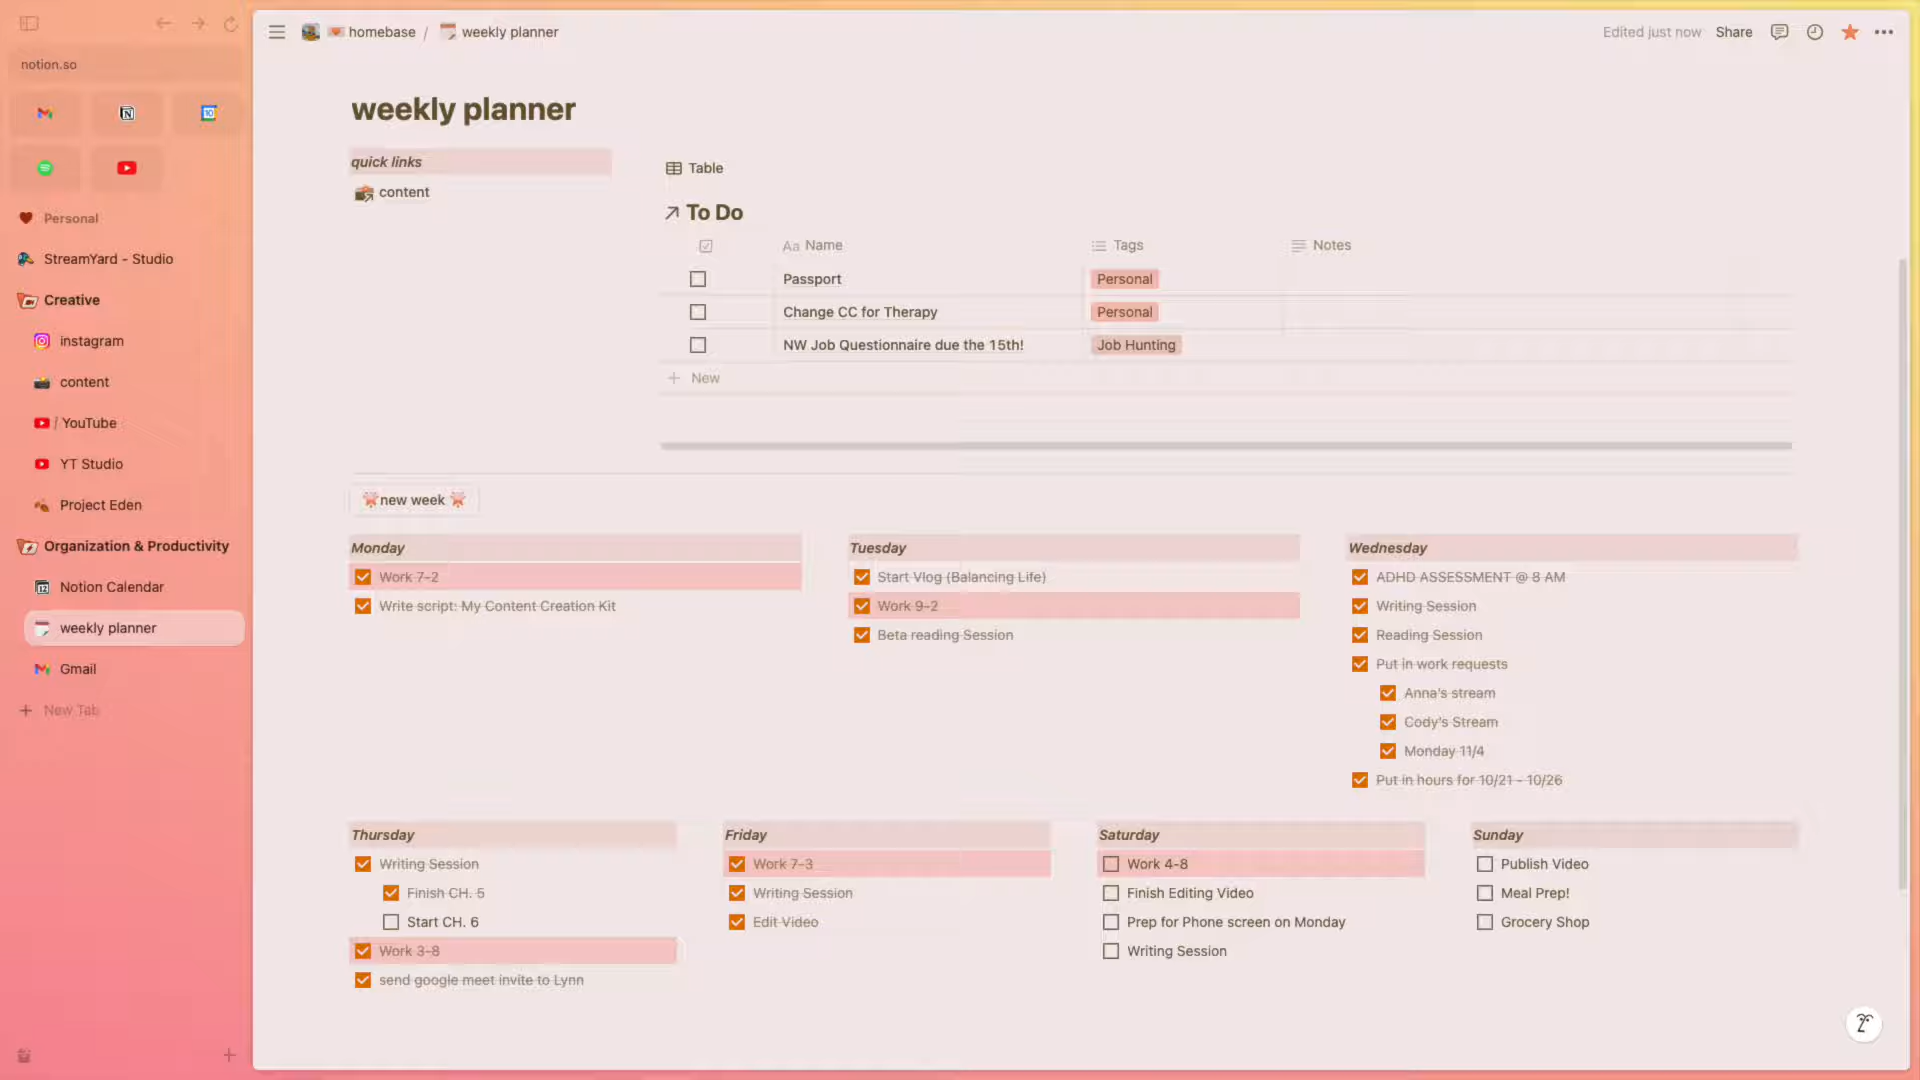 notion.so
Personal
StreamYard - Studio
Creative
instagram
content
/ YouTube
YT Studio
Project Eden
Organization & Productivity
Notion Calendar
weekly planner
Gmail
New Tab
homebase / weekly planner
Edited just now Share
weekly planner
quick links
content
Table
To Do
Aa Name Tags Notes
Passport Personal
Change CC for Therapy Personal
NW Job Questionnaire due the 15th! Job Hunting
New
new week
Monday
Work 7-2
Write script: My Content Creation Kit
Tuesday
Start Vlog (Balancing Life)
Work 9-2
Beta reading Session
Wednesday
ADHD ASSESSMENT @ 8 AM
Writing Session
Reading Session
Put in work requests
Anna's stream
Cody's Stream
Monday 11/4
Put in hours for 10/21 - 10/26
Thursday
Writing Session
Finish CH. 5
Start CH. 6
Work 3-8
send google meet invite to Lynn
Friday
Work 7-3
Writing Session
Edit Video
Saturday
Work 4-8
Finish Editing Video
Prep for Phone screen on Monday
Writing Session
Sunday
Publish Video
Meal Prep!
Grocery Shop